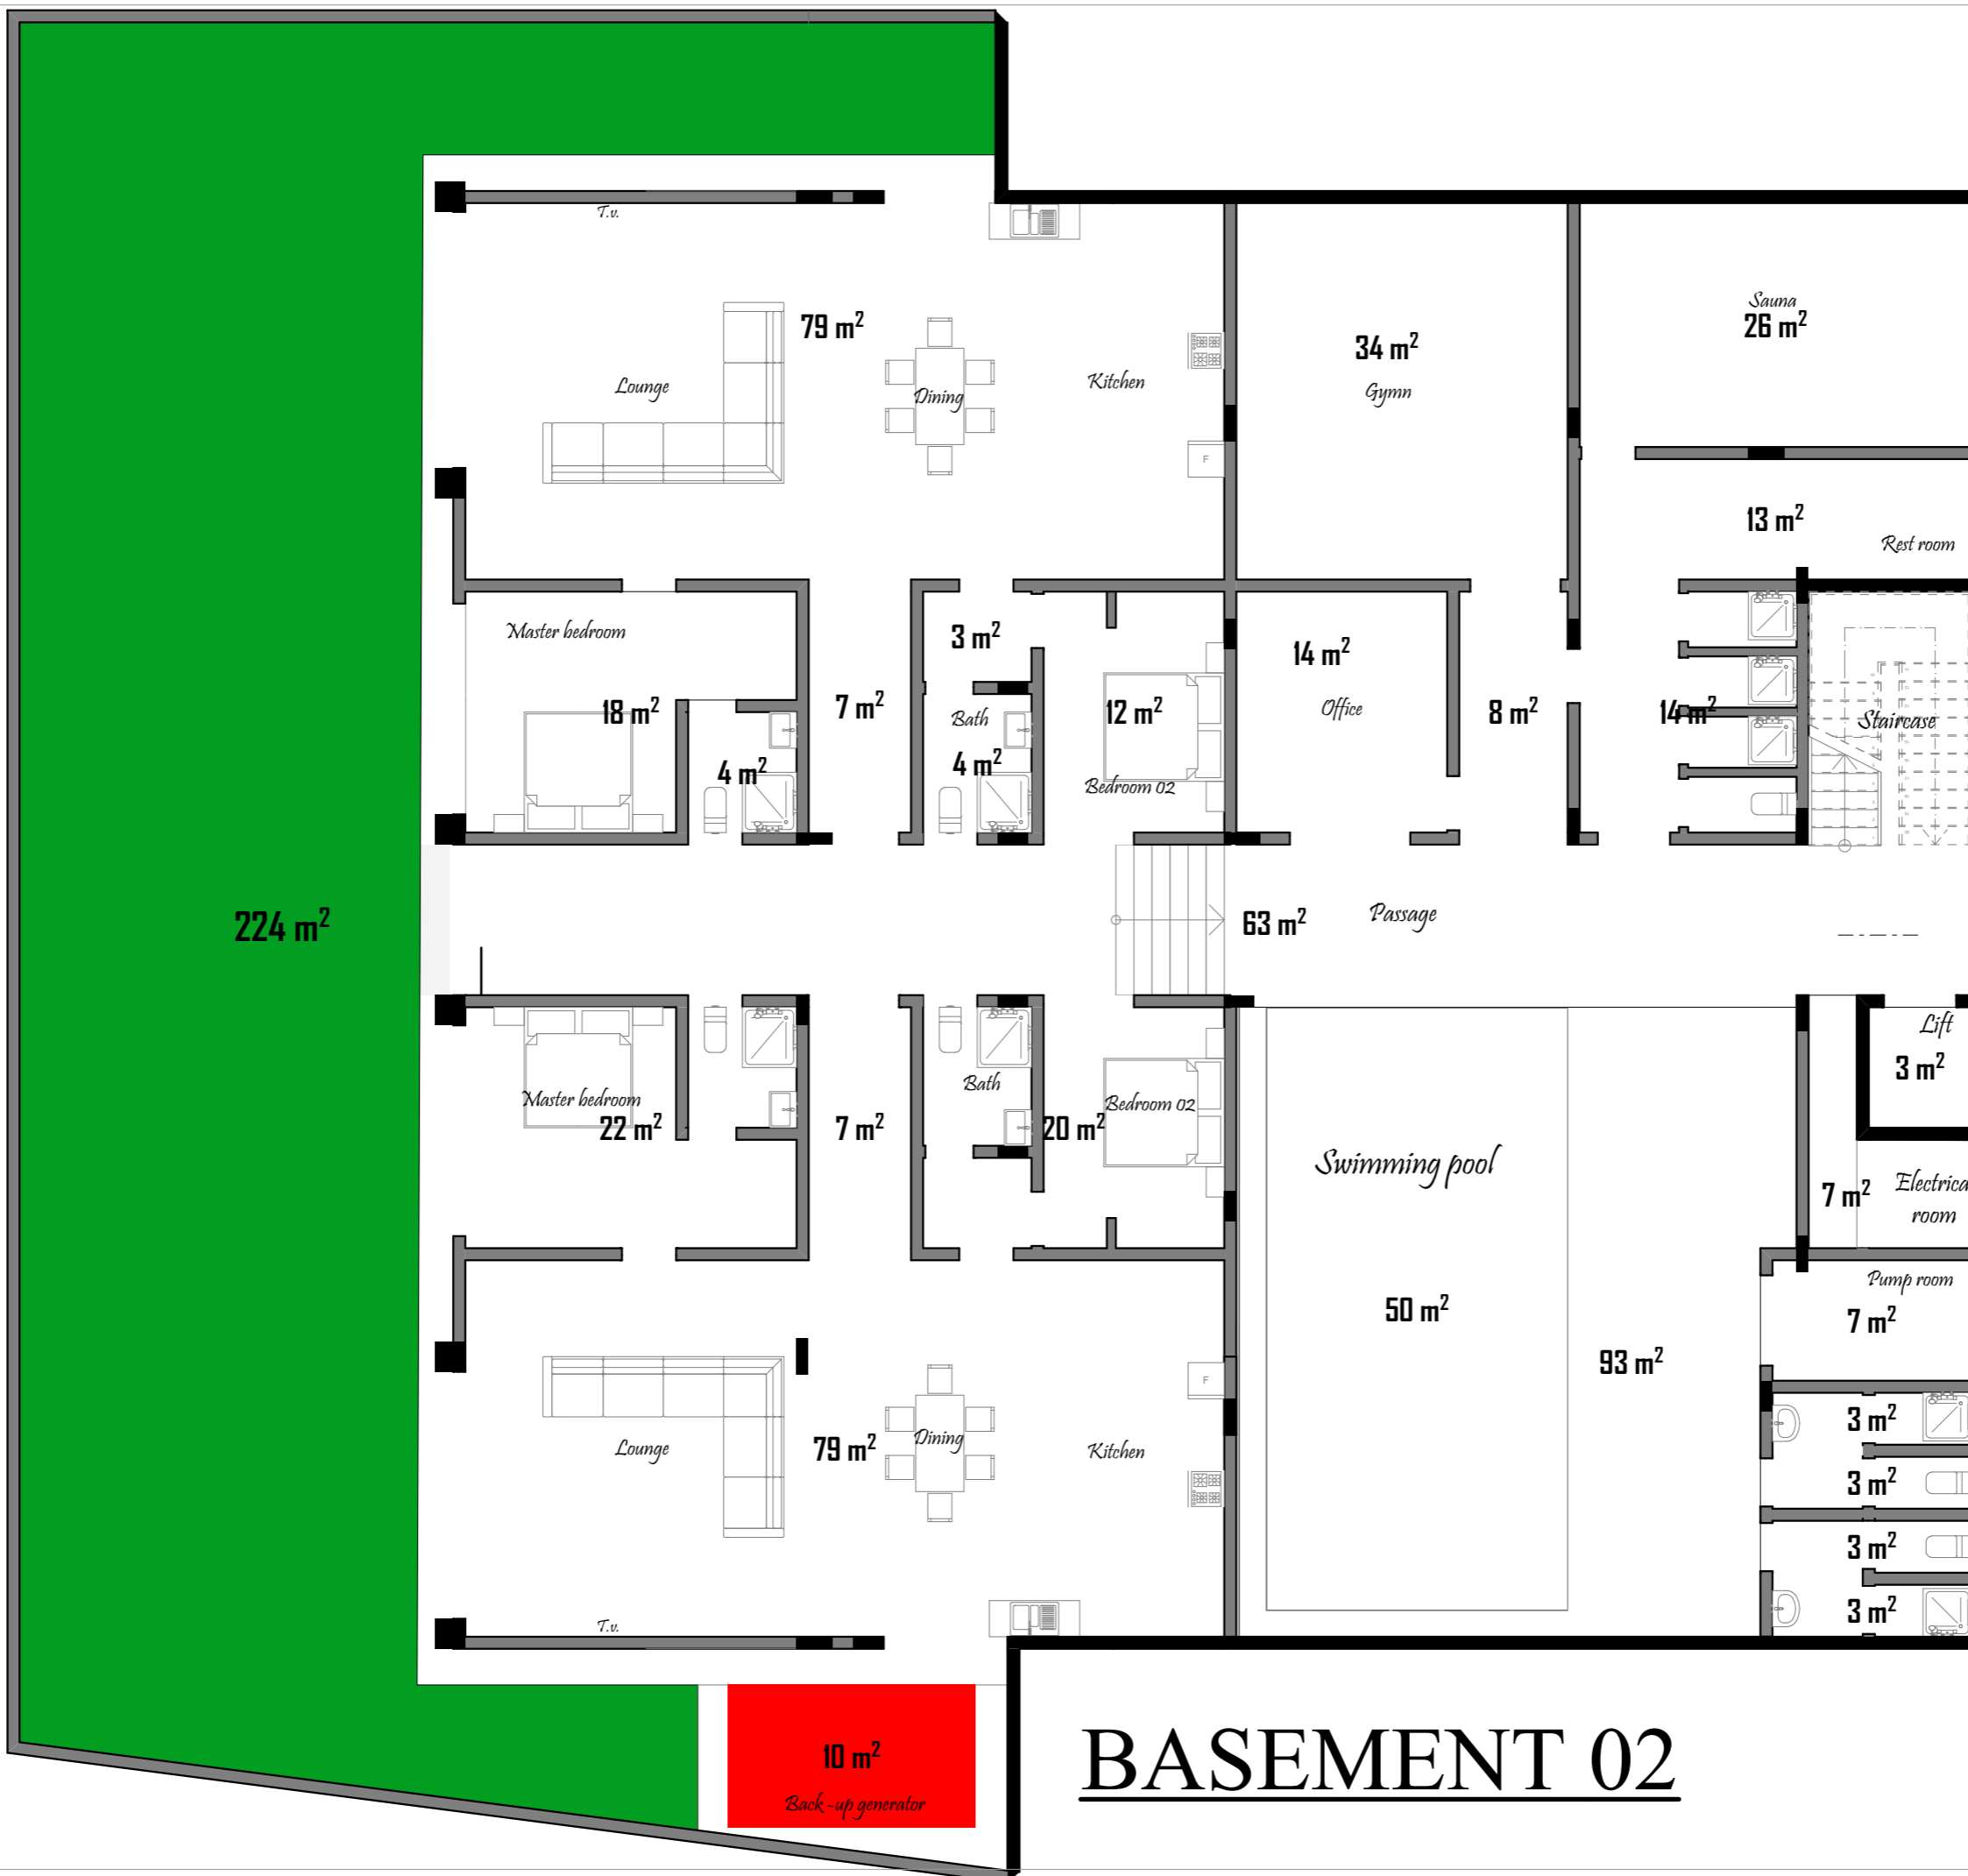 T.v.
Sauna
79 m²
26 m²
34 m²
Lounge
Dining
Kitchen
Gymn
F
13 m²
Rest room
Master bedroom
3 m²
14 m²
18 m²
7 m²
Bath
12 m²
Office
8 m²
14 m²
Staircase
4 m²
4 m²
Bedroom 02
224 m²
63 m²
Passage
Lift
3 m²
Master bedroom
22 m²
7 m²
Bath
20 m²
Bedroom 02
Swimming pool
7 m²
Electrica
room
Pump room
7 m²
50 m²
93 m²
F
3 m²
Lounge
79 m²
Dining
Kitchen
3 m²
3 m²
3 m²
T.v.
10 m²
Back-up generator
BASEMENT 02